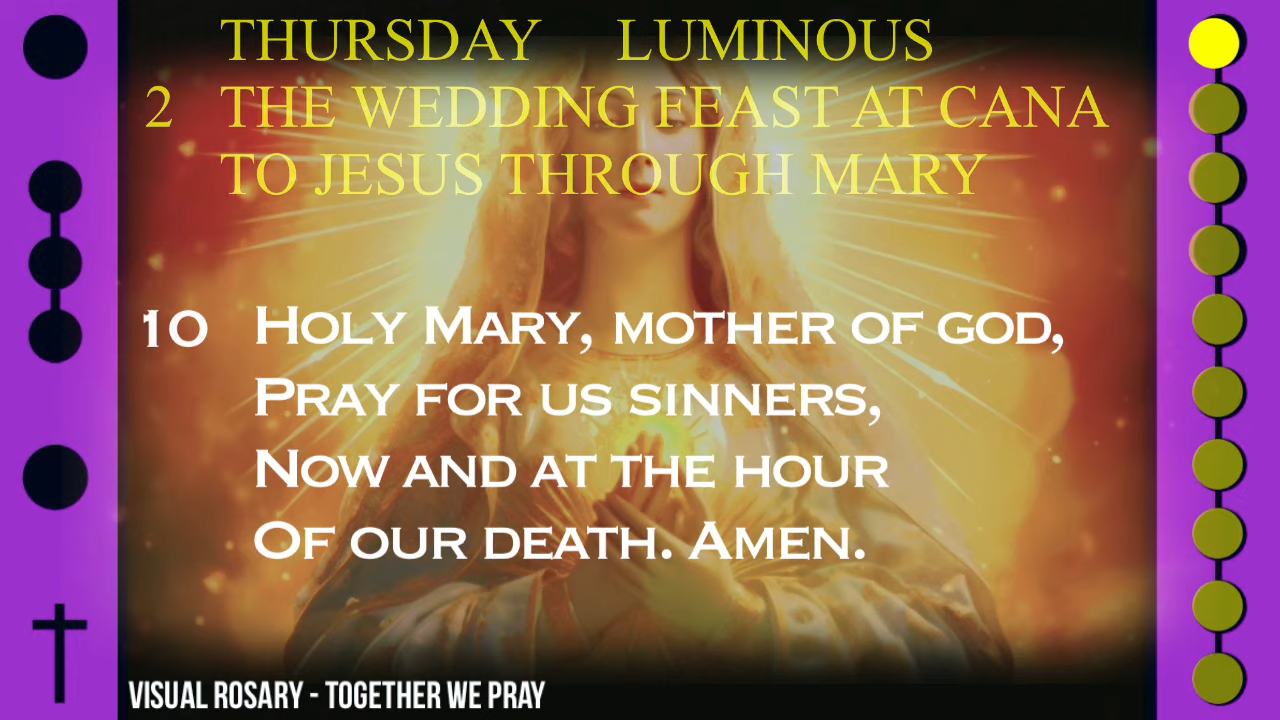 THURSDAY LUMINOUS
2 THE WEDDING FEAST AT CANA
TO JESUS THROUGH MARY
10 Holy Mary, mother of god,
Pray for us sinners,
Now and at the hour
Of our death. Amen.
VISUAL ROSARY - TOGETHER WE PRAY